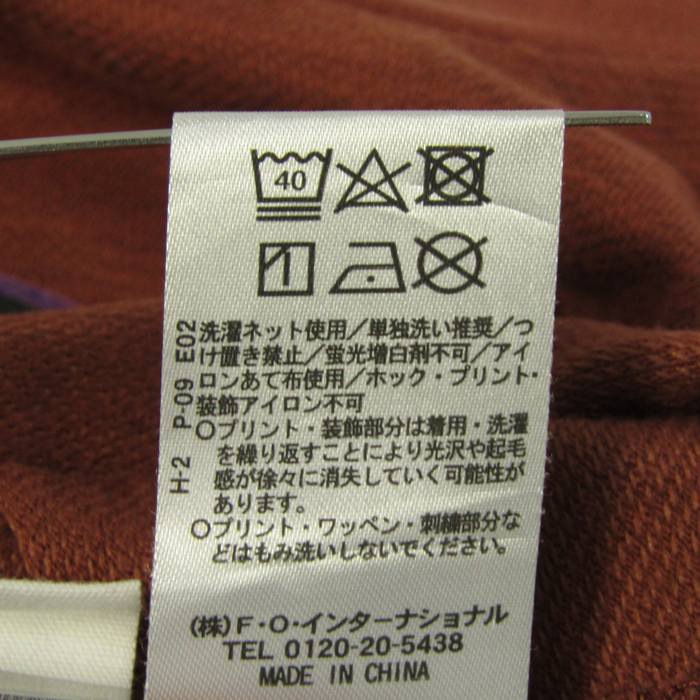 40
洗濯ネット使用／単独洗い推奨／つ
け置き禁止／蛍光増白剤不可／アイ
ロンあて布使用／ホック・プリント・
装飾アイロン不可
○プリント・装飾部分は着用・洗濯
を繰り返すことにより光沢や起毛
感が徐々に消失していく可能性が
あります。
○プリント・ワッペン・刺繍部分な
どはもみ洗いしないでください。
H-2 P-09 E02
(株)F・O・インターナショナル
TEL 0120-20-5438
MADE IN CHINA